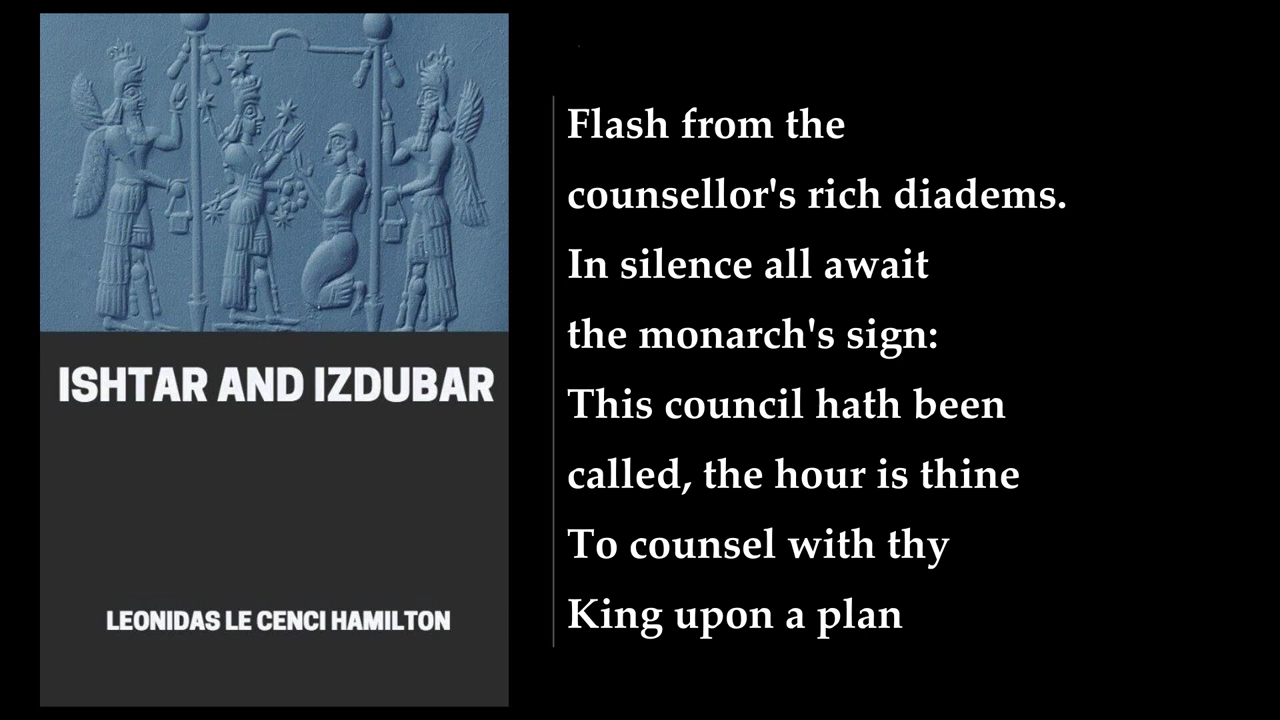 ISHTAR AND IZDUBAR
LEONIDAS LE CENCI HAMILTON
Flash from the
counsellor's rich diadems.
In silence all await
the monarch's sign:
This council hath been
called, the hour is thine
To counsel with thy
King upon a plan